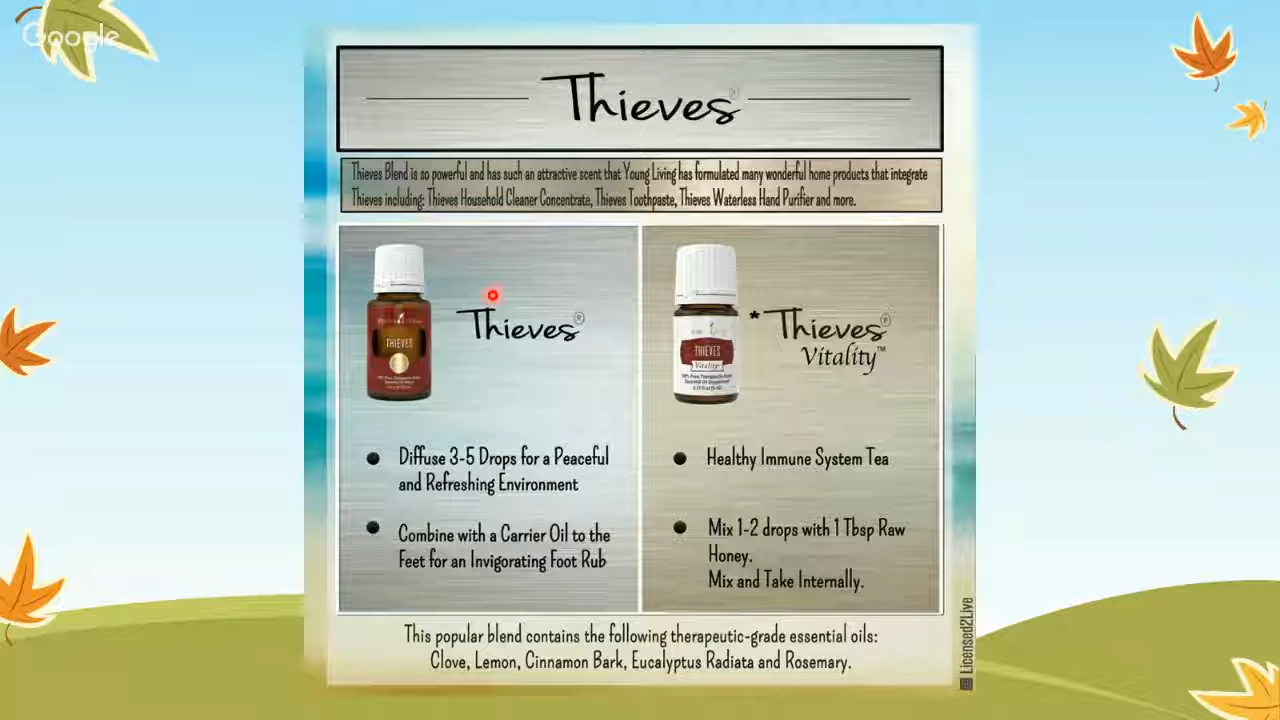 Google
Thieves®
Thieves Blend is so powerful and has such an attractive scent that Young Living has formulated many wonderful home products that integrate
Thieves including: Thieves Household Cleaner Concentrate, Thieves Toothpaste, Thieves Waterless Hand Purifier and more.
THIEVES
Thieves®
THIEVES
Vitality
* Thieves®
Vitality™
Diffuse 3-5 Drops for a Peaceful
and Refreshing Environment
Combine with a Carrier Oil to the
Feet for an Invigorating Foot Rub
Healthy Immune System Tea
Mix 1-2 drops with 1 Tbsp Raw
Honey.
Mix and Take Internally.
This popular blend contains the following therapeutic-grade essential oils:
Clove, Lemon, Cinnamon Bark, Eucalyptus Radiata and Rosemary.
Licensed2Live